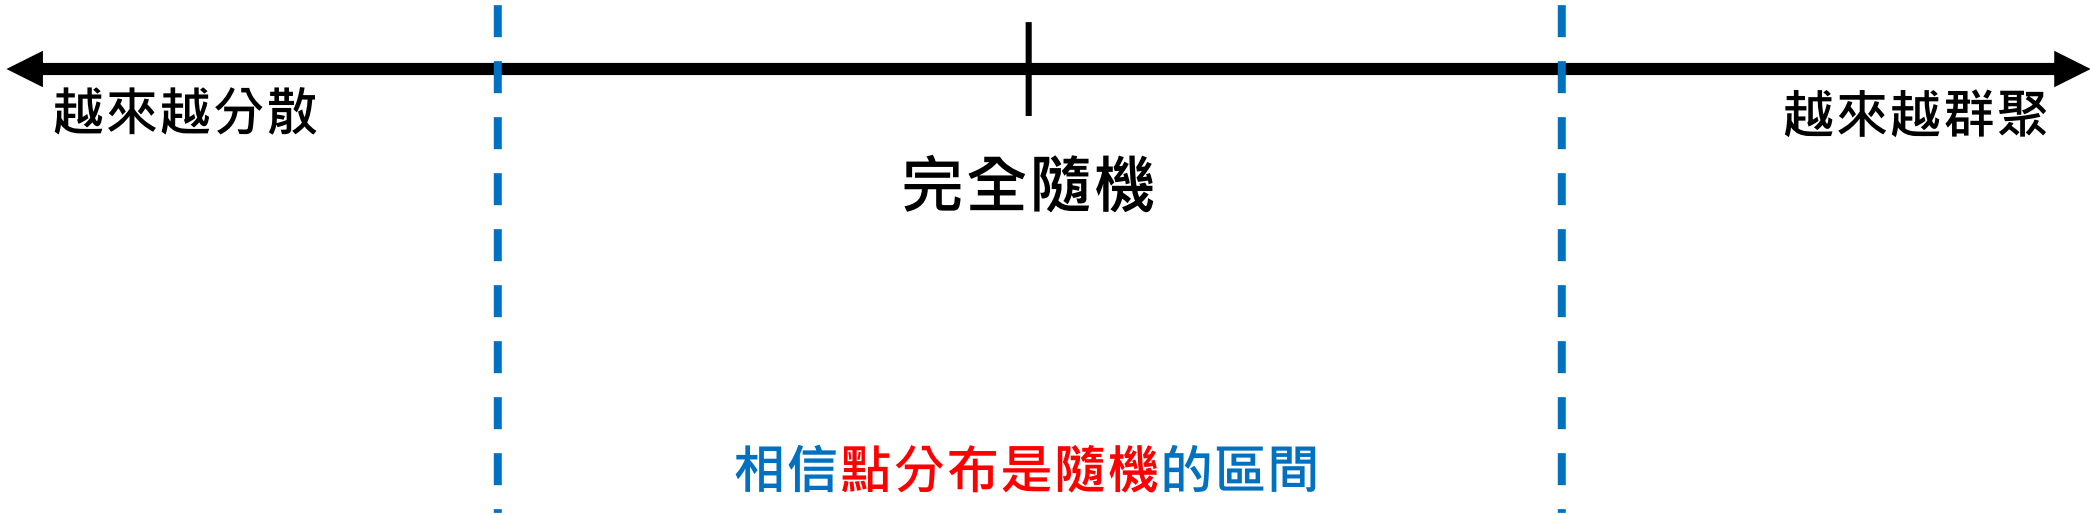 越來越分散
越來越群聚
完全隨機
相信點分布是隨機的區間